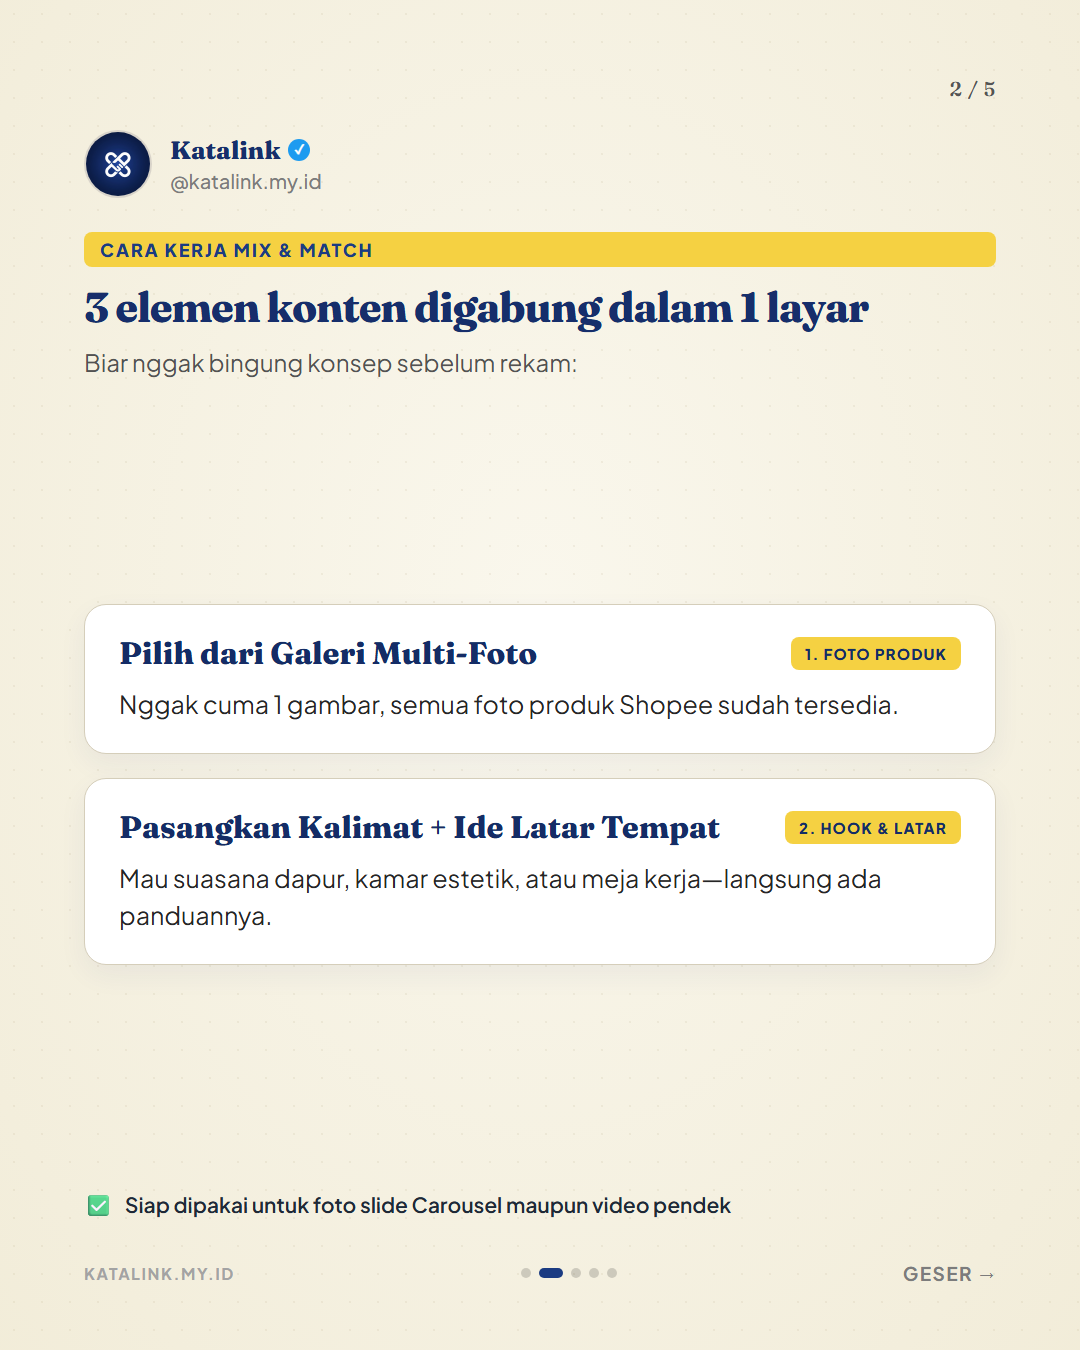 2 / 5
Katalink
@katalink.my.id
CARA KERJA MIX & MATCH
3 elemen konten digabung dalam 1 layar
Biar nggak bingung konsep sebelum rekam:
Pilih dari Galeri Multi-Foto
1. FOTO PRODUK
Nggak cuma 1 gambar, semua foto produk Shopee sudah tersedia.
Pasangkan Kalimat + Ide Latar Tempat
2. HOOK & LATAR
Mau suasana dapur, kamar estetik, atau meja kerja—langsung ada
panduannya.
✅ Siap dipakai untuk foto slide Carousel maupun video pendek
KATALINK.MY.ID
GESER →